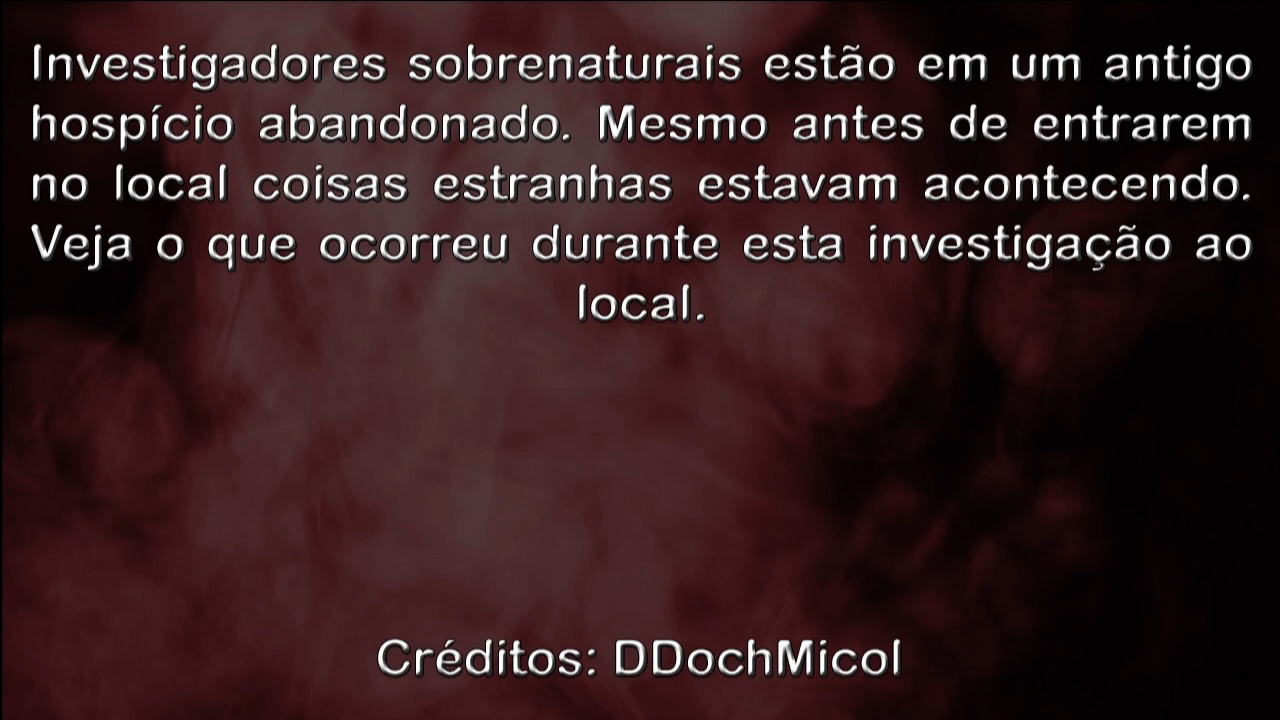 Investigadores sobrenaturais estão em um antigo
hospício abandonado. Mesmo antes de entrarem
no local coisas estranhas estavam acontecendo.
Veja o que ocorreu durante esta investigação ao
local.
Créditos: DDochMicol